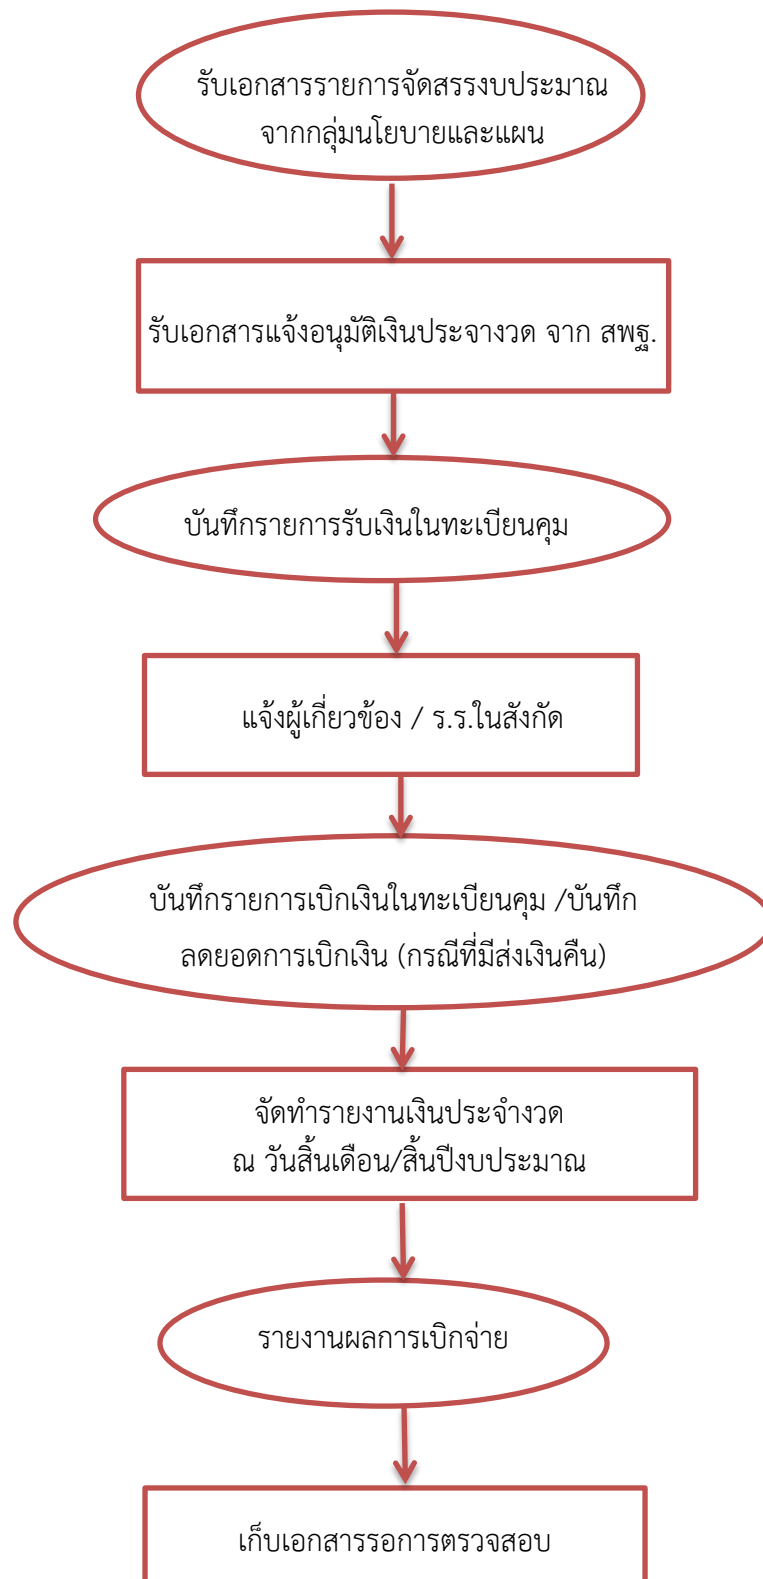 รับเอกสารรายการจัดสรรงบประมาณ
จากกลุ่มนโยบายและแผน
รับเอกสารแจ้งอนุมัติเงินประจางวด จาก สพฐ.
บันทึกรายการรับเงินในทะเบียนคุม
แจ้งผู้เกี่ยวข้อง / ร.ร.ในสังกัด
บันทึกรายการเบิกเงินในทะเบียนคุม /บันทึก
ลดยอดการเบิกเงิน (กรณีที่มีส่งเงินคืน)
จัดทำรายงานเงินประจำงวด
ณ วันสิ้นเดือน/สิ้นปีงบประมาณ
รายงานผลการเบิกจ่าย
เก็บเอกสารรอการตรวจสอบ